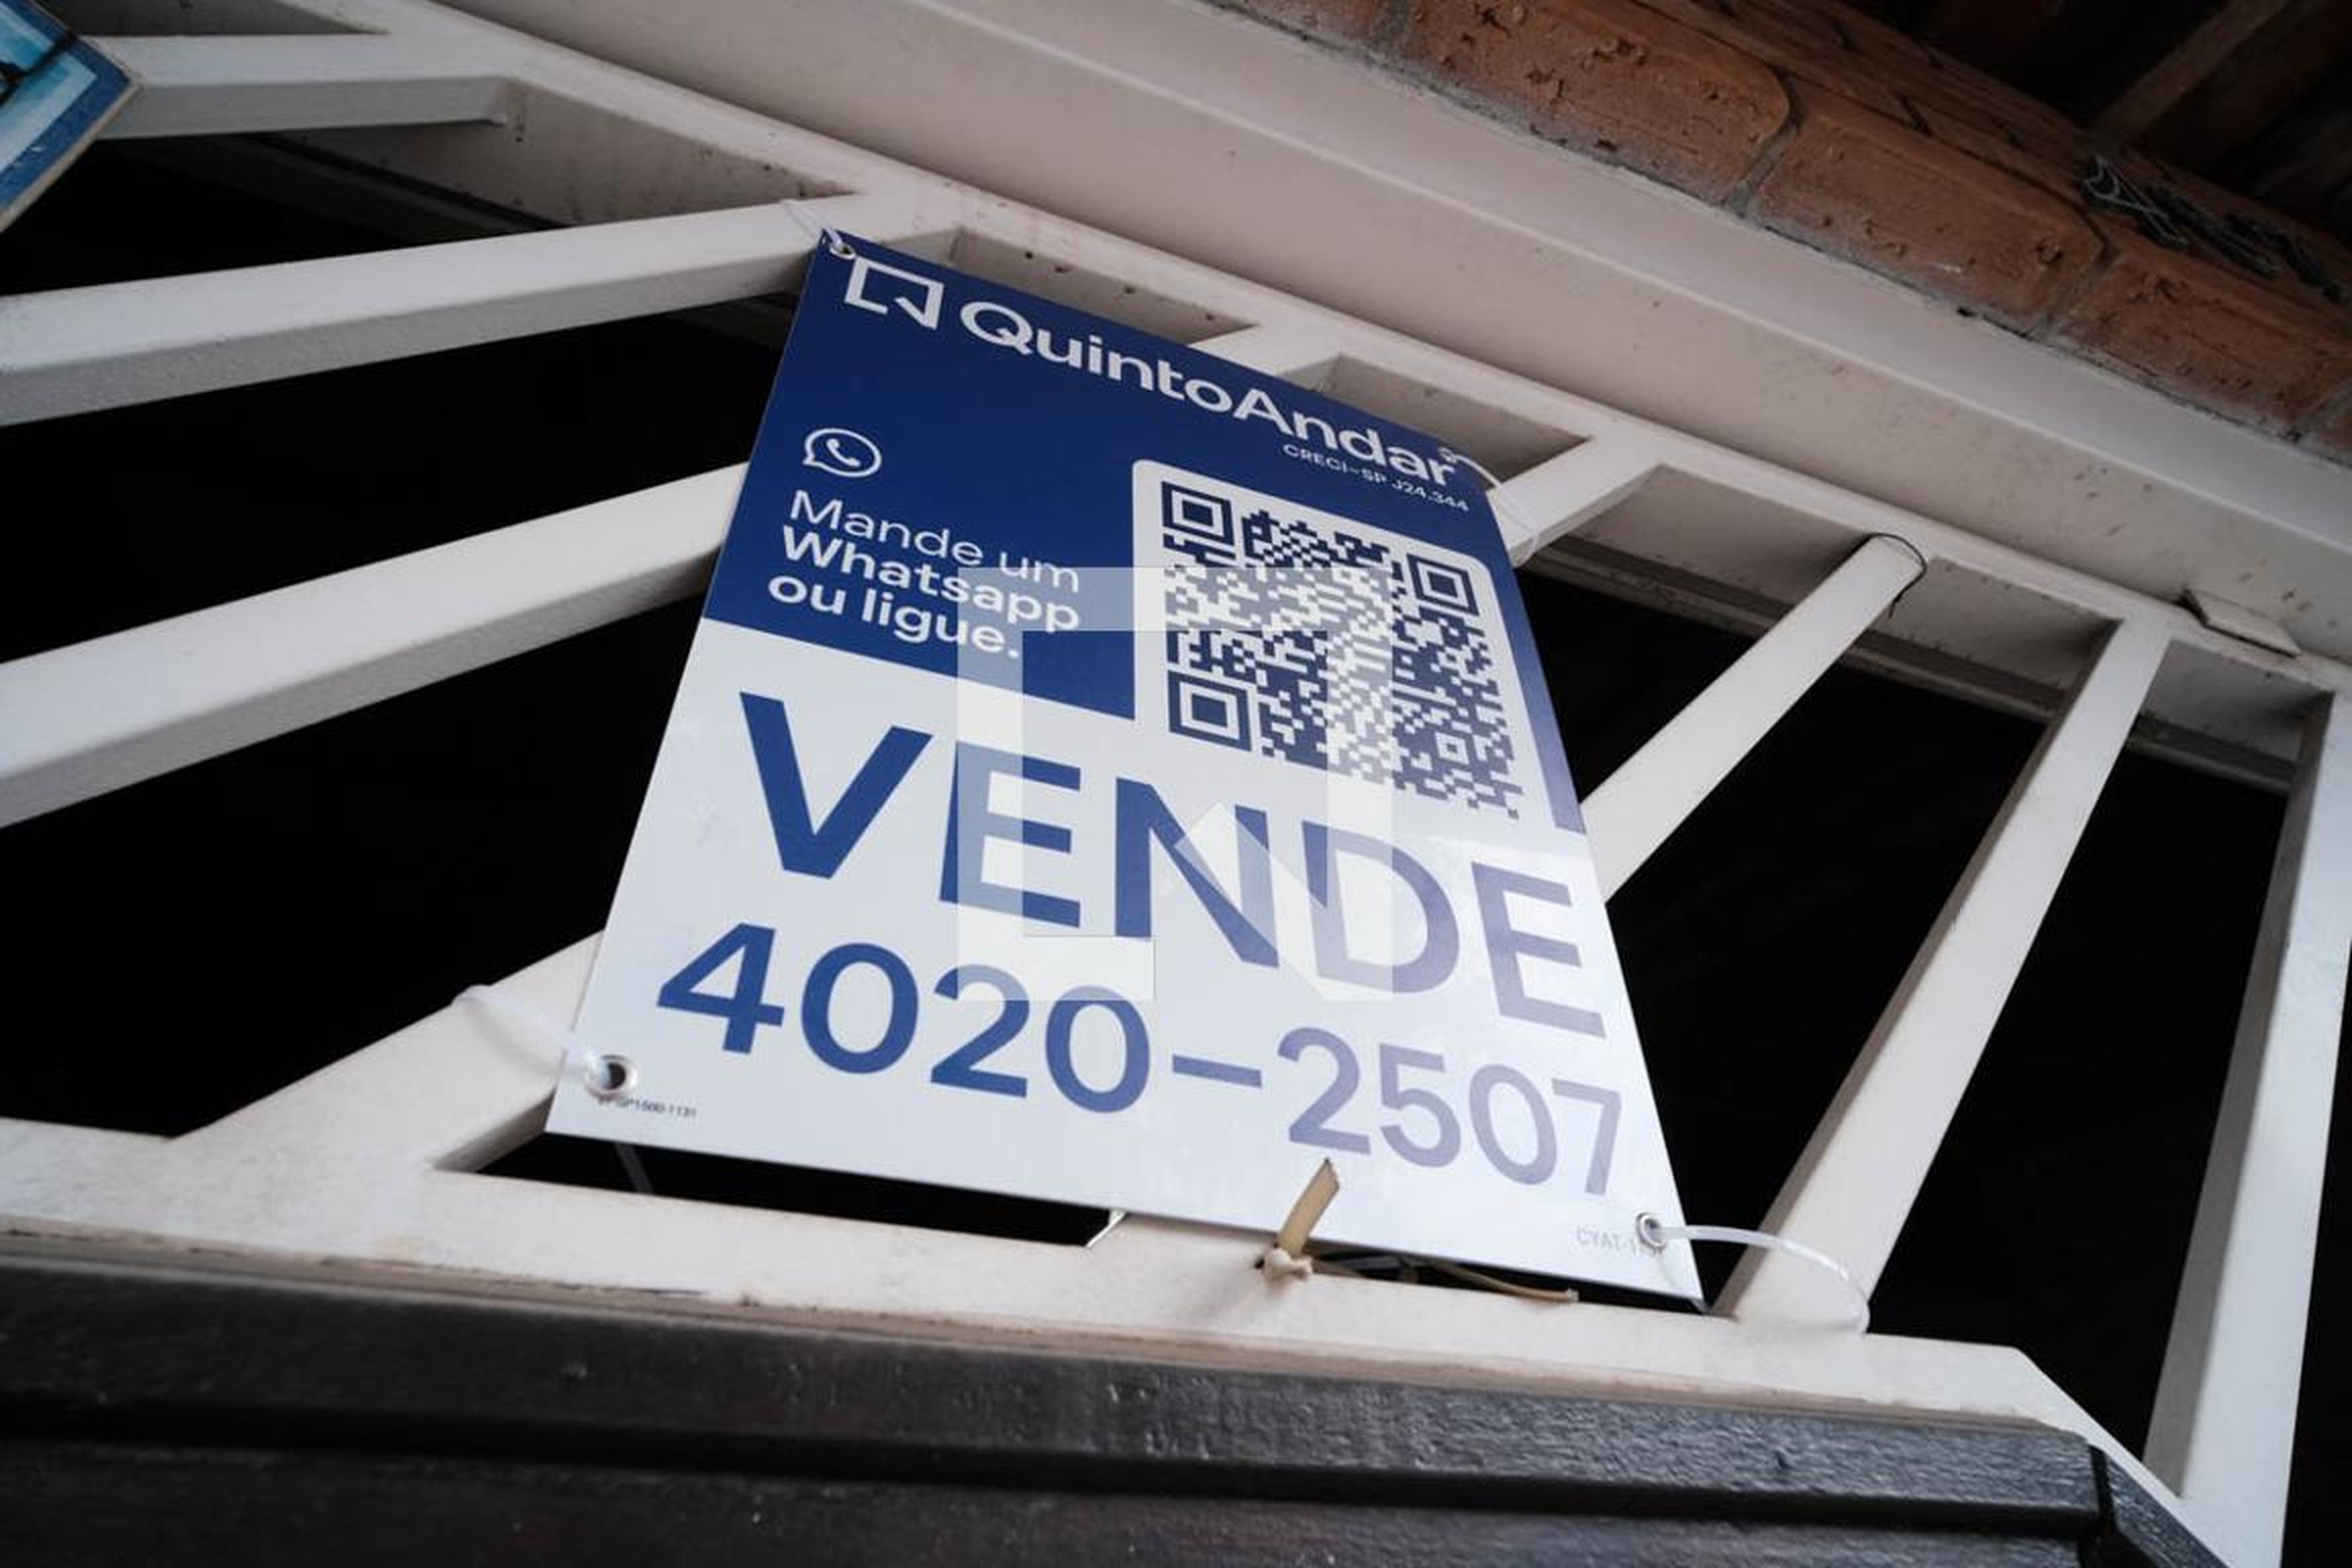 QuintoAndar
CRECI-SP J24.344
Mande um
Whatsapp
ou ligue.
VENDE
4020-2507